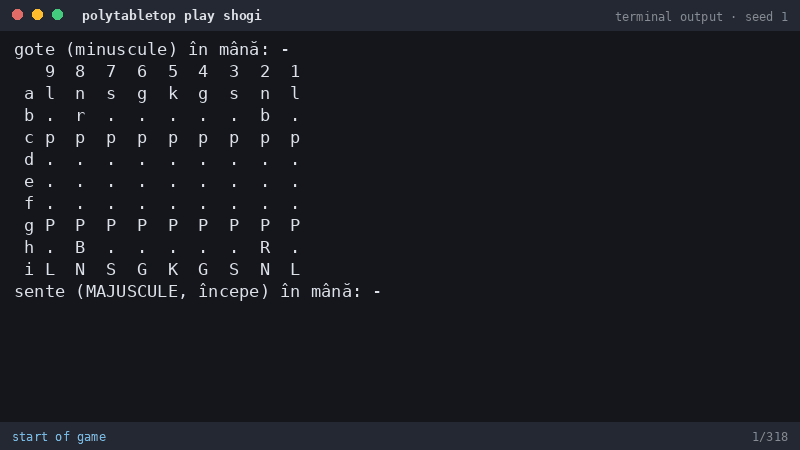 polytabletop play shogi
terminal output · seed 1
gote (minuscule) în mână: -
9 8 7 6 5 4 3 2 1
a l n s g k g s n l
b . r . . . . . b .
c p p p p p p p p p
d . . . . . . . . .
e . . . . . . . . .
f . . . . . . . . .
g P P P P P P P P P
h . B . . . . . R .
i L N S G K G S N L
sente (MAJUSCULE, începe) în mână: -
start of game
1/318